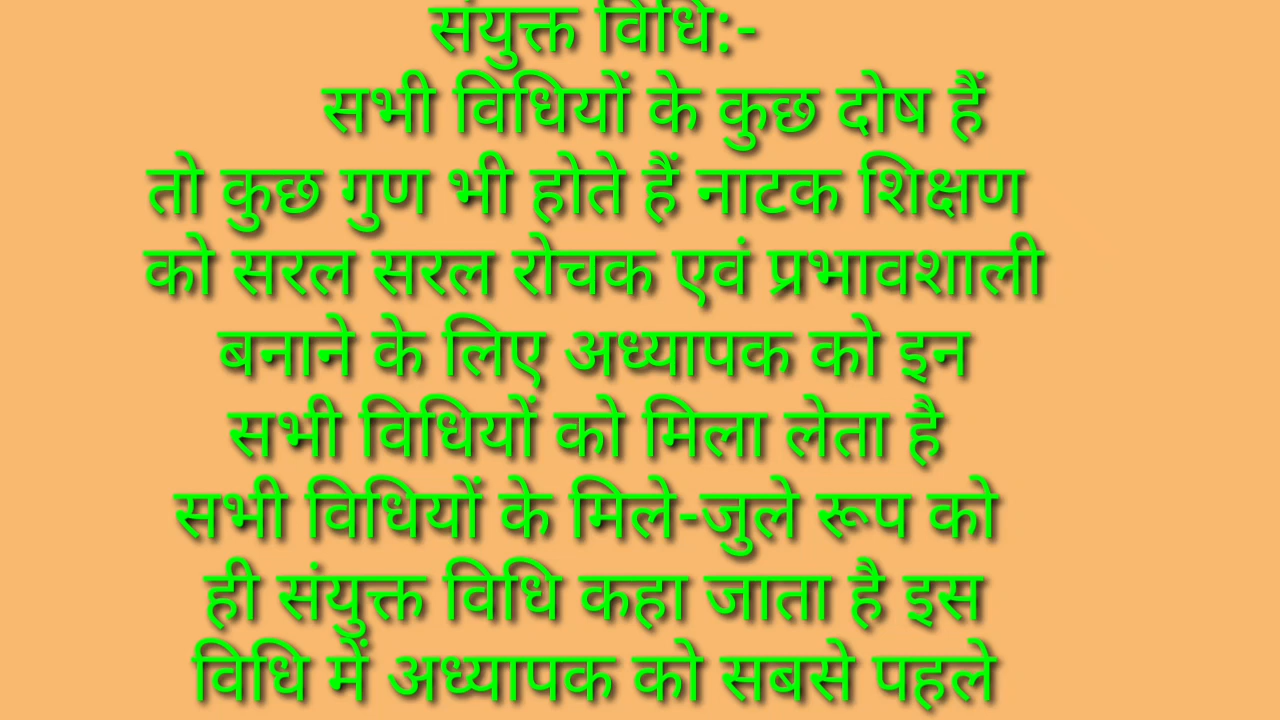 संयुक्त विधि:-
सभी विधियों के कुछ दोष हैं
तो कुछ गुण भी होते हैं नाटक शिक्षण
को सरल सरल रोचक एवं प्रभावशाली
बनाने के लिए अध्यापक को इन
सभी विधियों को मिला लेता है
सभी विधियों के मिले-जुले रूप को
ही संयुक्त विधि कहा जाता है इस
विधि में अध्यापक को सबसे पहले